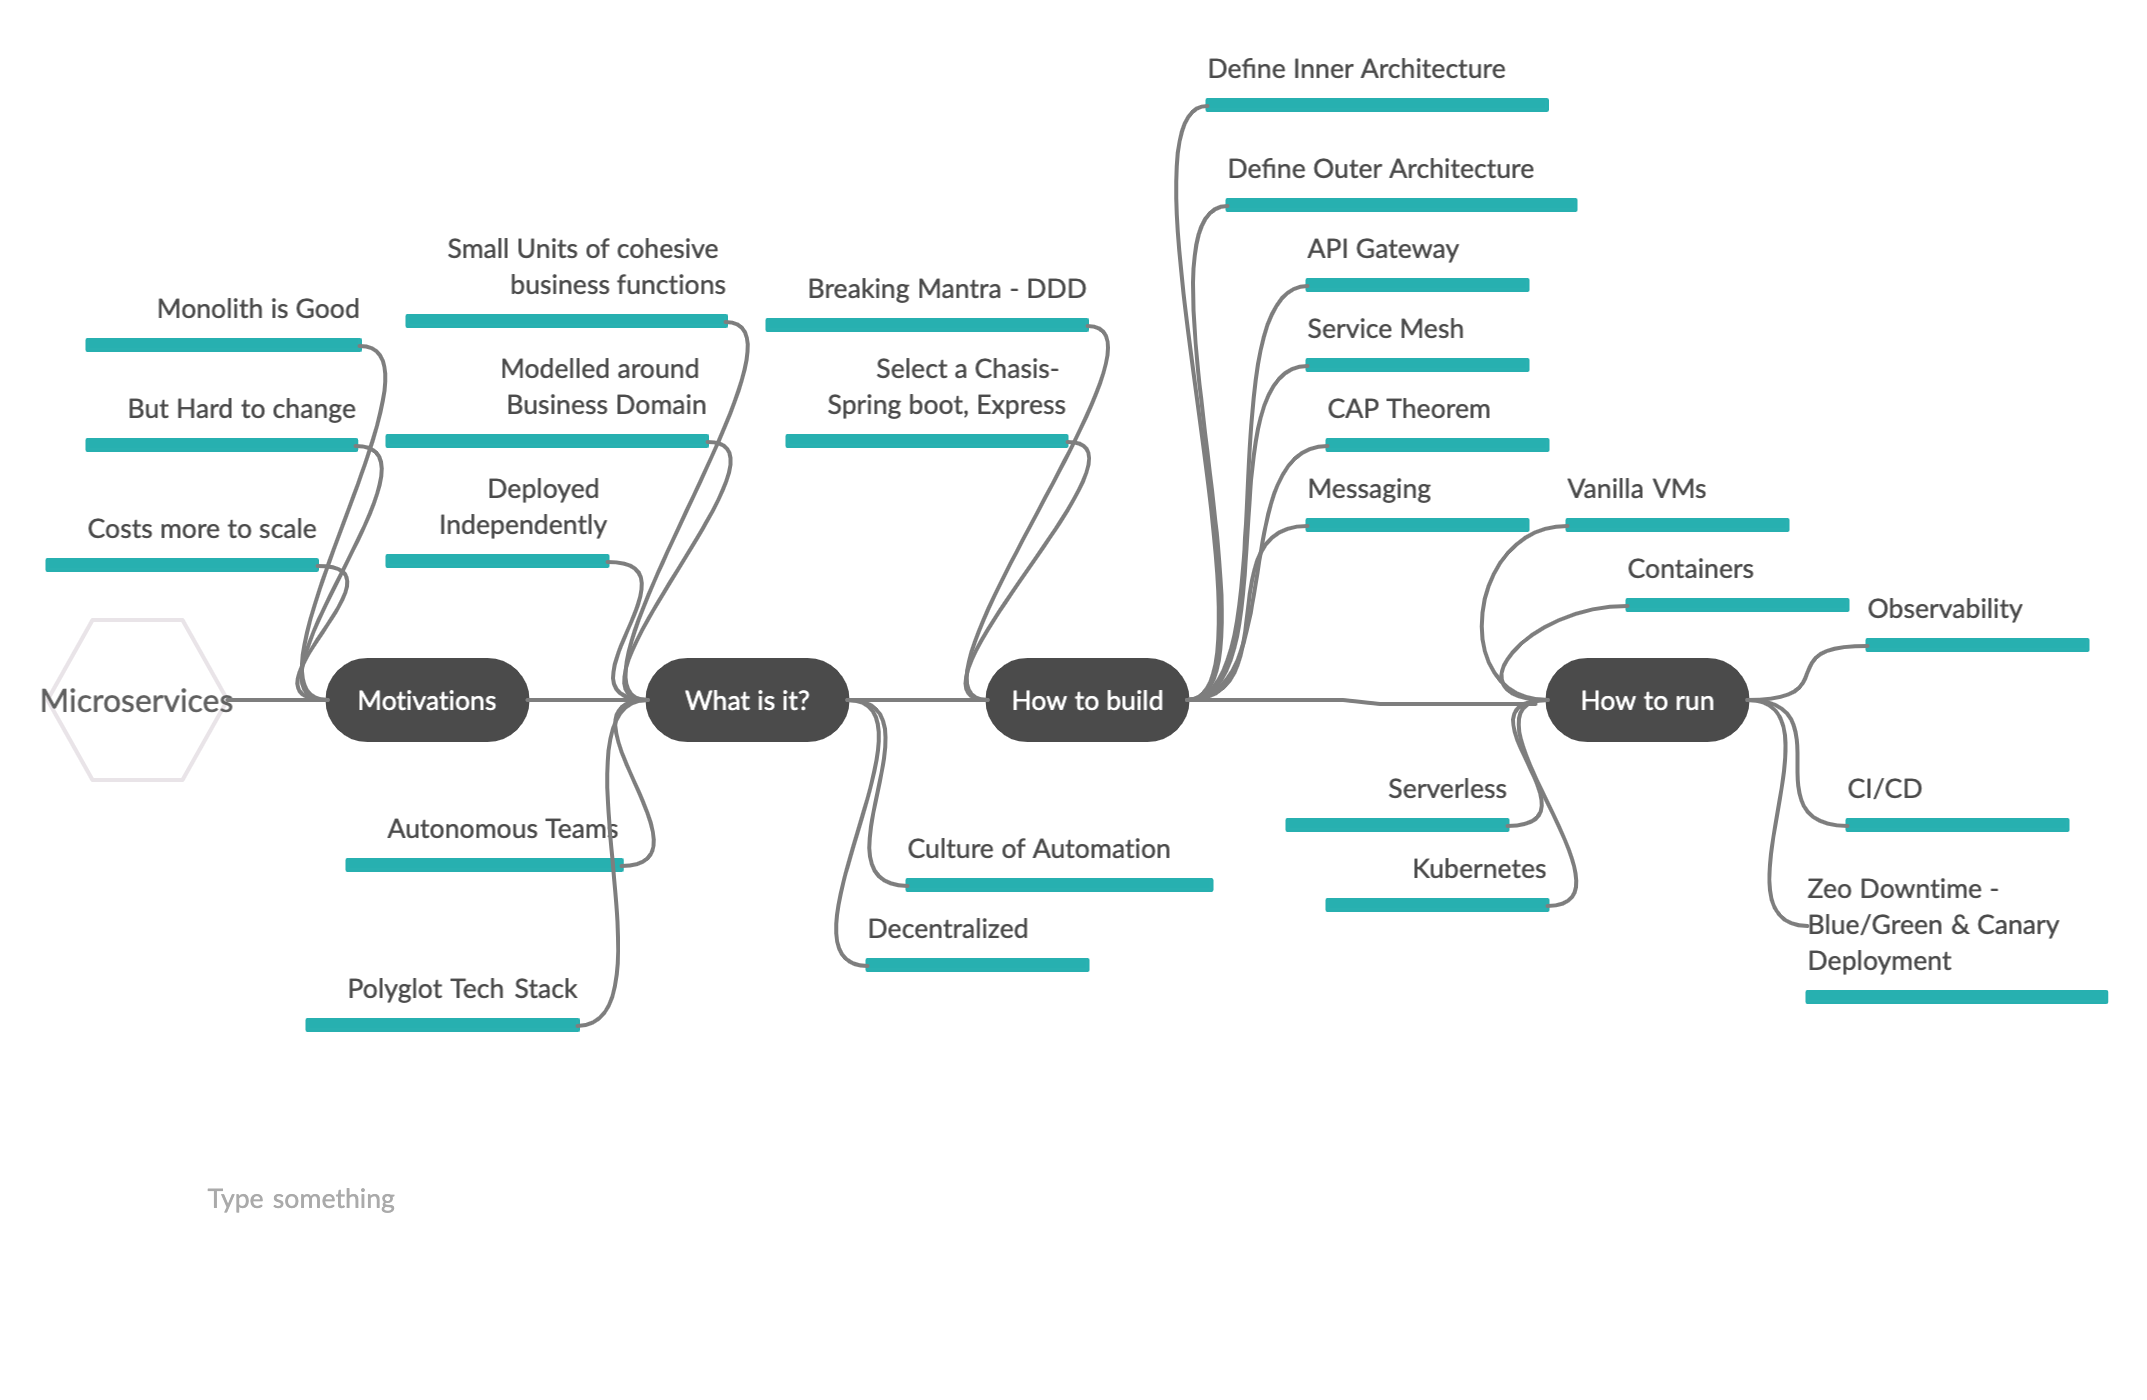 Define Inner Architecture
Define Outer Architecture
Small Units of cohesive
business functions
API Gateway
Breaking Mantra - DDD
Monolith is Good
Service Mesh
Modelled around
Business Domain
Select a Chasis-
Spring boot, Express
But Hard to change
CAP Theorem
Deployed
Independently
Messaging
Vanilla VMs
Costs more to scale
Containers
Observability
Microservices
Motivations
What is it?
How to build
How to run
Serverless
CI/CD
Autonomous Teams
Culture of Automation
Kubernetes
Zeo Downtime -
Blue/Green & Canary
Deployment
Decentralized
Polyglot Tech Stack
Type something